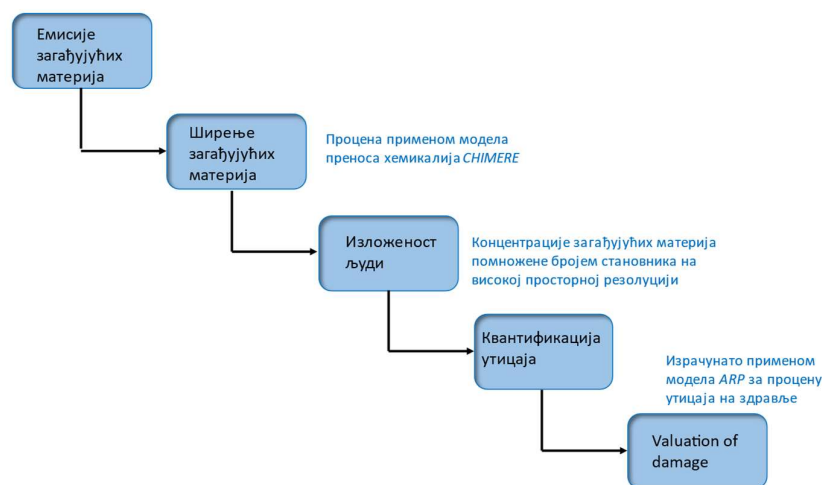 Емисије
загађујућих
материја
Ширење
загађујућих
материја
Процена применом модела
преноса хемикалија CHIMERE
Изложеност
људи
Концентрације загађујућих материја
помножене бројем становника на
високој просторној резолуцији
Квантификација
утицаја
Израчунато применом
модела ARP за процену
утицаја на здравље
Valuation of
damage